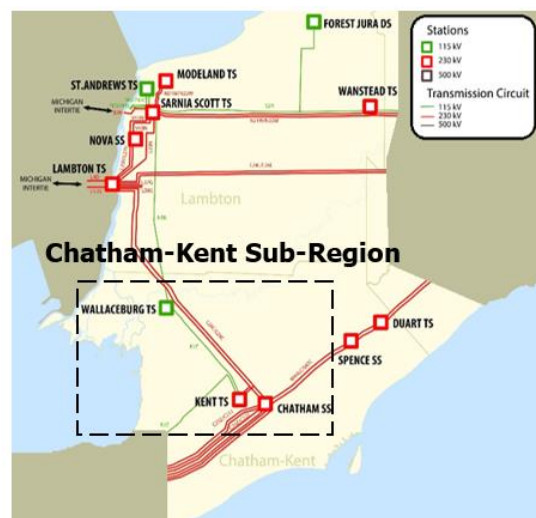 FOREST JURA DS
Stations
115 kV
230 kV
500 kV
Transmission Circuit
115 kV
230 kV
500 kV
MODELAND TS
ST.ANDREWS TS
WANSTEAD TS
MICHIGAN
INTERTIE
SARNIA SCOTT TS
NOVA SS
LAMBTON TS
MICHIGAN
INTERTIE
Lambton
Chatham-Kent Sub-Region
WALLACEBURG TS
DUART TS
SPENCE SS
KENT TS
CHATHAM SS
Chatham-Kent